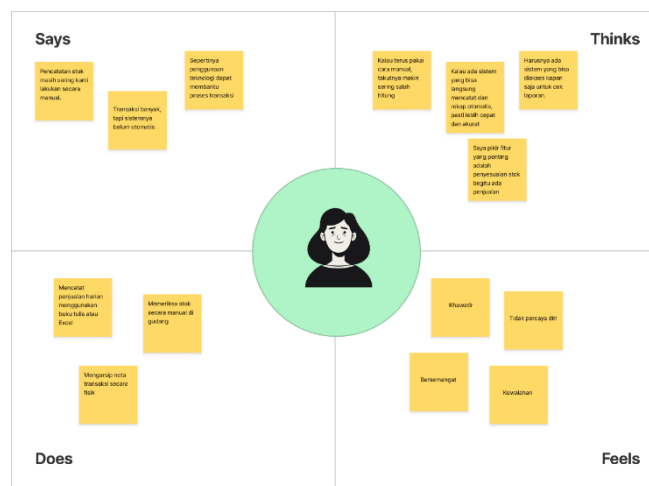 Says
Pencatatan stok
masih sering kami
lakukan secara
manual.
Transaksi banyak,
tapi sistemnya
belum otomatis
Sepertinya
penggunaan
teknologi dapat
membantu
proses transaksi
Thinks
Kalau terus pakai
cara manual,
takutnya makin
sering salah
hitung
Kalau ada sistem
yang bisa
langsung
mencatat dan
rekap otomatis,
pasti lebih cepat
dan akurat
Harusnya ada
sistem yang bisa
diakses kapan
saja untuk cek
laporan.
Saya pikir fitur
yang penting
adalah
penyesuaian stok
begitu ada
penjualan
Mencatat
penjualan harian
menggunakan
buku tulis atau
Excel
Memeriksa stok
secara manual di
gudang
Mengarsip nota
transaksi secara
fisik
Does
Khawatir
Tidak percaya diri
Bersemangat
Kewalahan
Feels